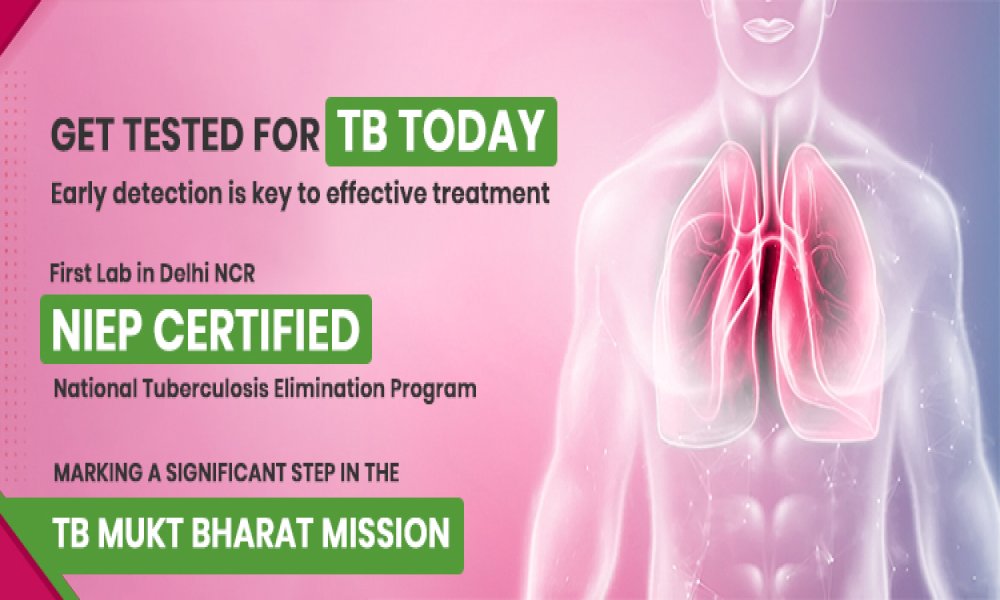 GET TESTED FOR TB TODAY
Early detection is key to effective treatment
First Lab in Delhi NCR
NIEP CERTIFIED
National Tuberculosis Elimination Program
MARKING A SIGNIFICANT STEP IN THE
TB MUKT BHARAT MISSION